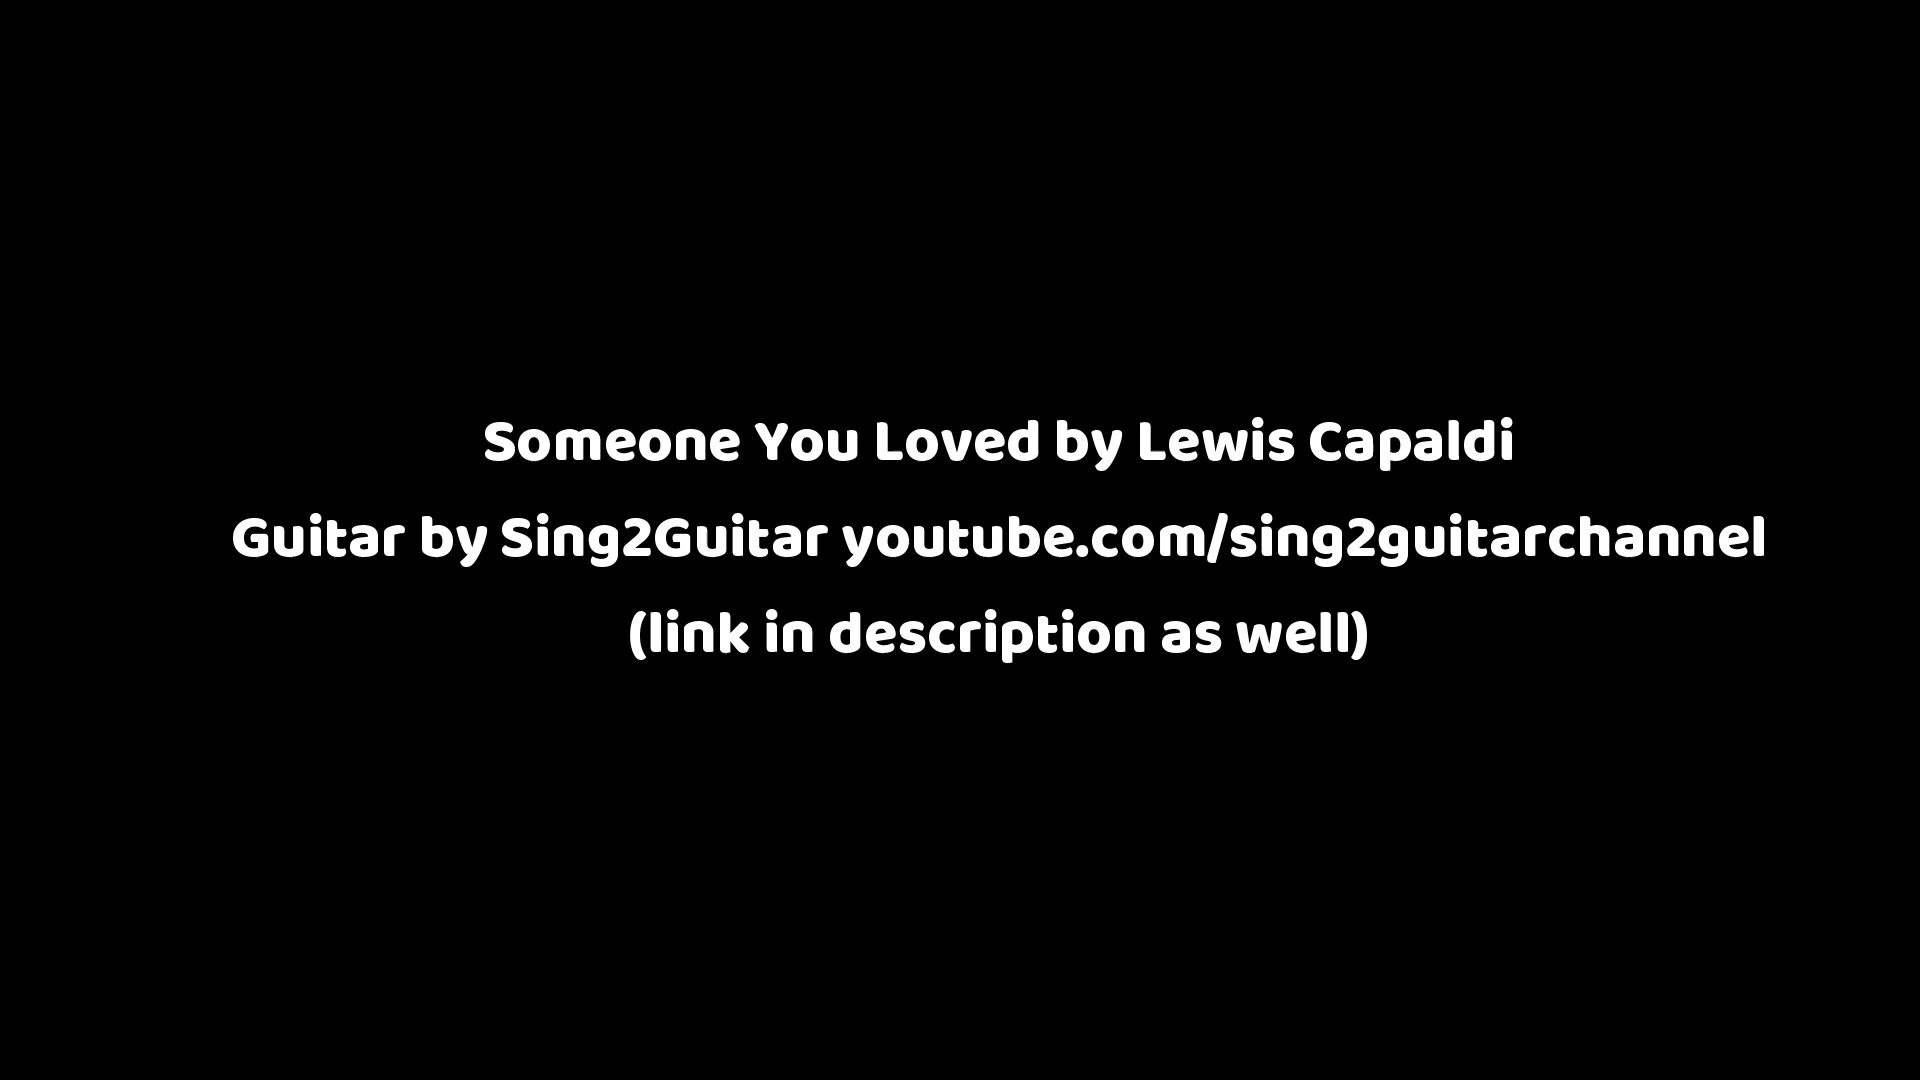 Someone You Loved by Lewis Capaldi
Guitar by Sing2Guitar youtube.com/sing2guitarchannel
(link in description as well)